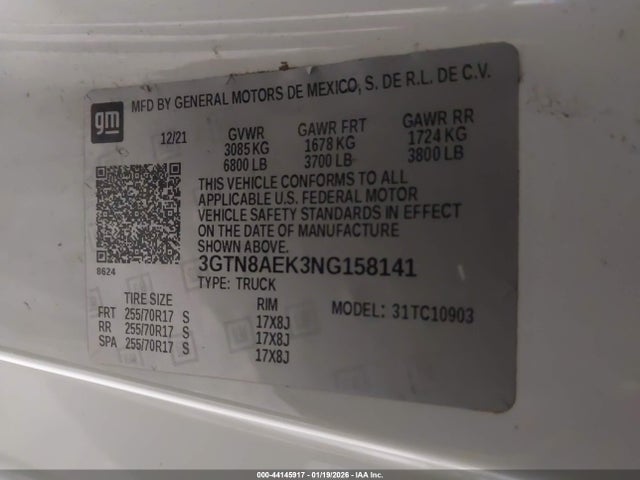 gm
MFD BY GENERAL MOTORS DE MEXICO, S. DE R.L. DE C.V.
12/21 GVWR GAWR FRT GAWR RR
3085 KG 1678 KG 1724 KG
6800 LB 3700 LB 3800 LB
THIS VEHICLE CONFORMS TO ALL
APPLICABLE U.S. FEDERAL MOTOR
VEHICLE SAFETY STANDARDS IN EFFECT
ON THE DATE OF MANUFACTURE
SHOWN ABOVE.
8624
3GTN8AEK3NG158141
TYPE: TRUCK
TIRE SIZE RIM MODEL: 31TC10903
FRT 255/70R17 S 17X8J
RR 255/70R17 S 17X8J
SPA 255/70R17 S 17X8J
000-44145917 - 01/19/2026 - IAA Inc.